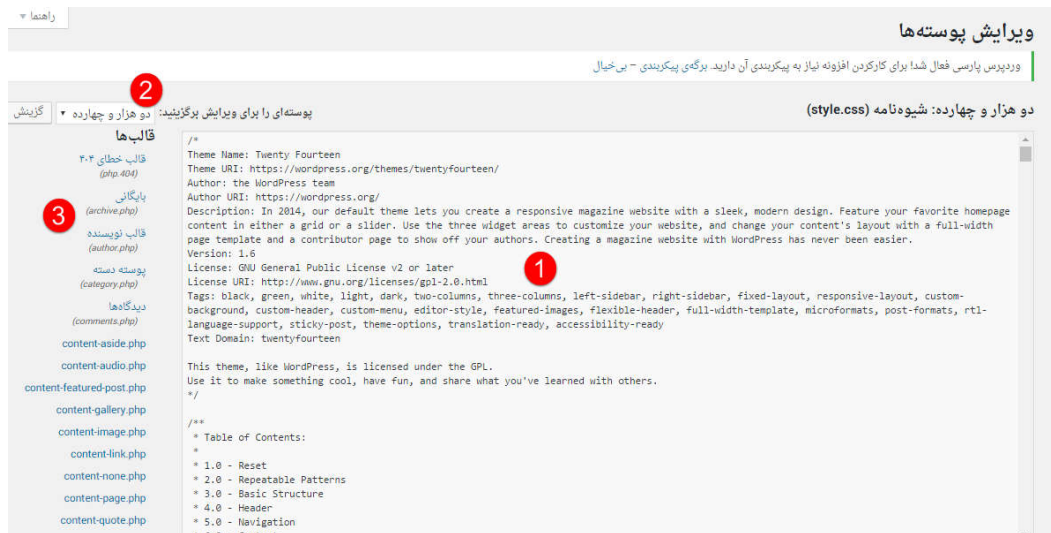 راهنما ▼
ویرایش پوسته‌ها
وردپرس پارسی فعال شد! برای کارکردن افزونه نیاز به پیکربندی آن دارید. برگه‌ی پیکربندی – بی‌خیال
دو هزار و چهارده: شیوه‌نامه (style.css)
پوسته‌ای را برای ویرایش برگزینید: دو هزار و چهارده ▼ گزینش
2
/*
Theme Name: Twenty Fourteen
Theme URI: https://wordpress.org/themes/twentyfourteen/
Author: the WordPress team
Author URI: https://wordpress.org/
Description: In 2014, our default theme lets you create a responsive magazine website with a sleek, modern design. Feature your favorite homepage
content in either a grid or a slider. Use the three widget areas to customize your website, and change your content's layout with a full-width
page template and a contributor page to show off your authors. Creating a magazine website with WordPress has never been easier.
Version: 1.6
License: GNU General Public License v2 or later
License URI: http://www.gnu.org/licenses/gpl-2.0.html
Tags: black, green, white, light, dark, two-columns, three-columns, left-sidebar, right-sidebar, fixed-layout, responsive-layout, custom-
background, custom-header, custom-menu, editor-style, featured-images, flexible-header, full-width-template, microformats, post-formats, rtl-
language-support, sticky-post, theme-options, translation-ready, accessibility-ready
Text Domain: twentyfourteen
This theme, like WordPress, is licensed under the GPL.
Use it to make something cool, have fun, and share what you've learned with others.
*/
/**
* Table of Contents:
*
* 1.0 - Reset
* 2.0 - Repeatable Patterns
* 3.0 - Basic Structure
* 4.0 - Header
* 5.0 - Navigation
1
قالب‌ها
قالب خطای ۴۰۴
(php.404)
بایگانی
(archive.php)
3
قالب نویسنده
(author.php)
پوسته دسته
(category.php)
دیدگاه‌ها
(comments.php)
content-aside.php
content-audio.php
content-featured-post.php
content-gallery.php
content-image.php
content-link.php
content-none.php
content-page.php
content-quote.php